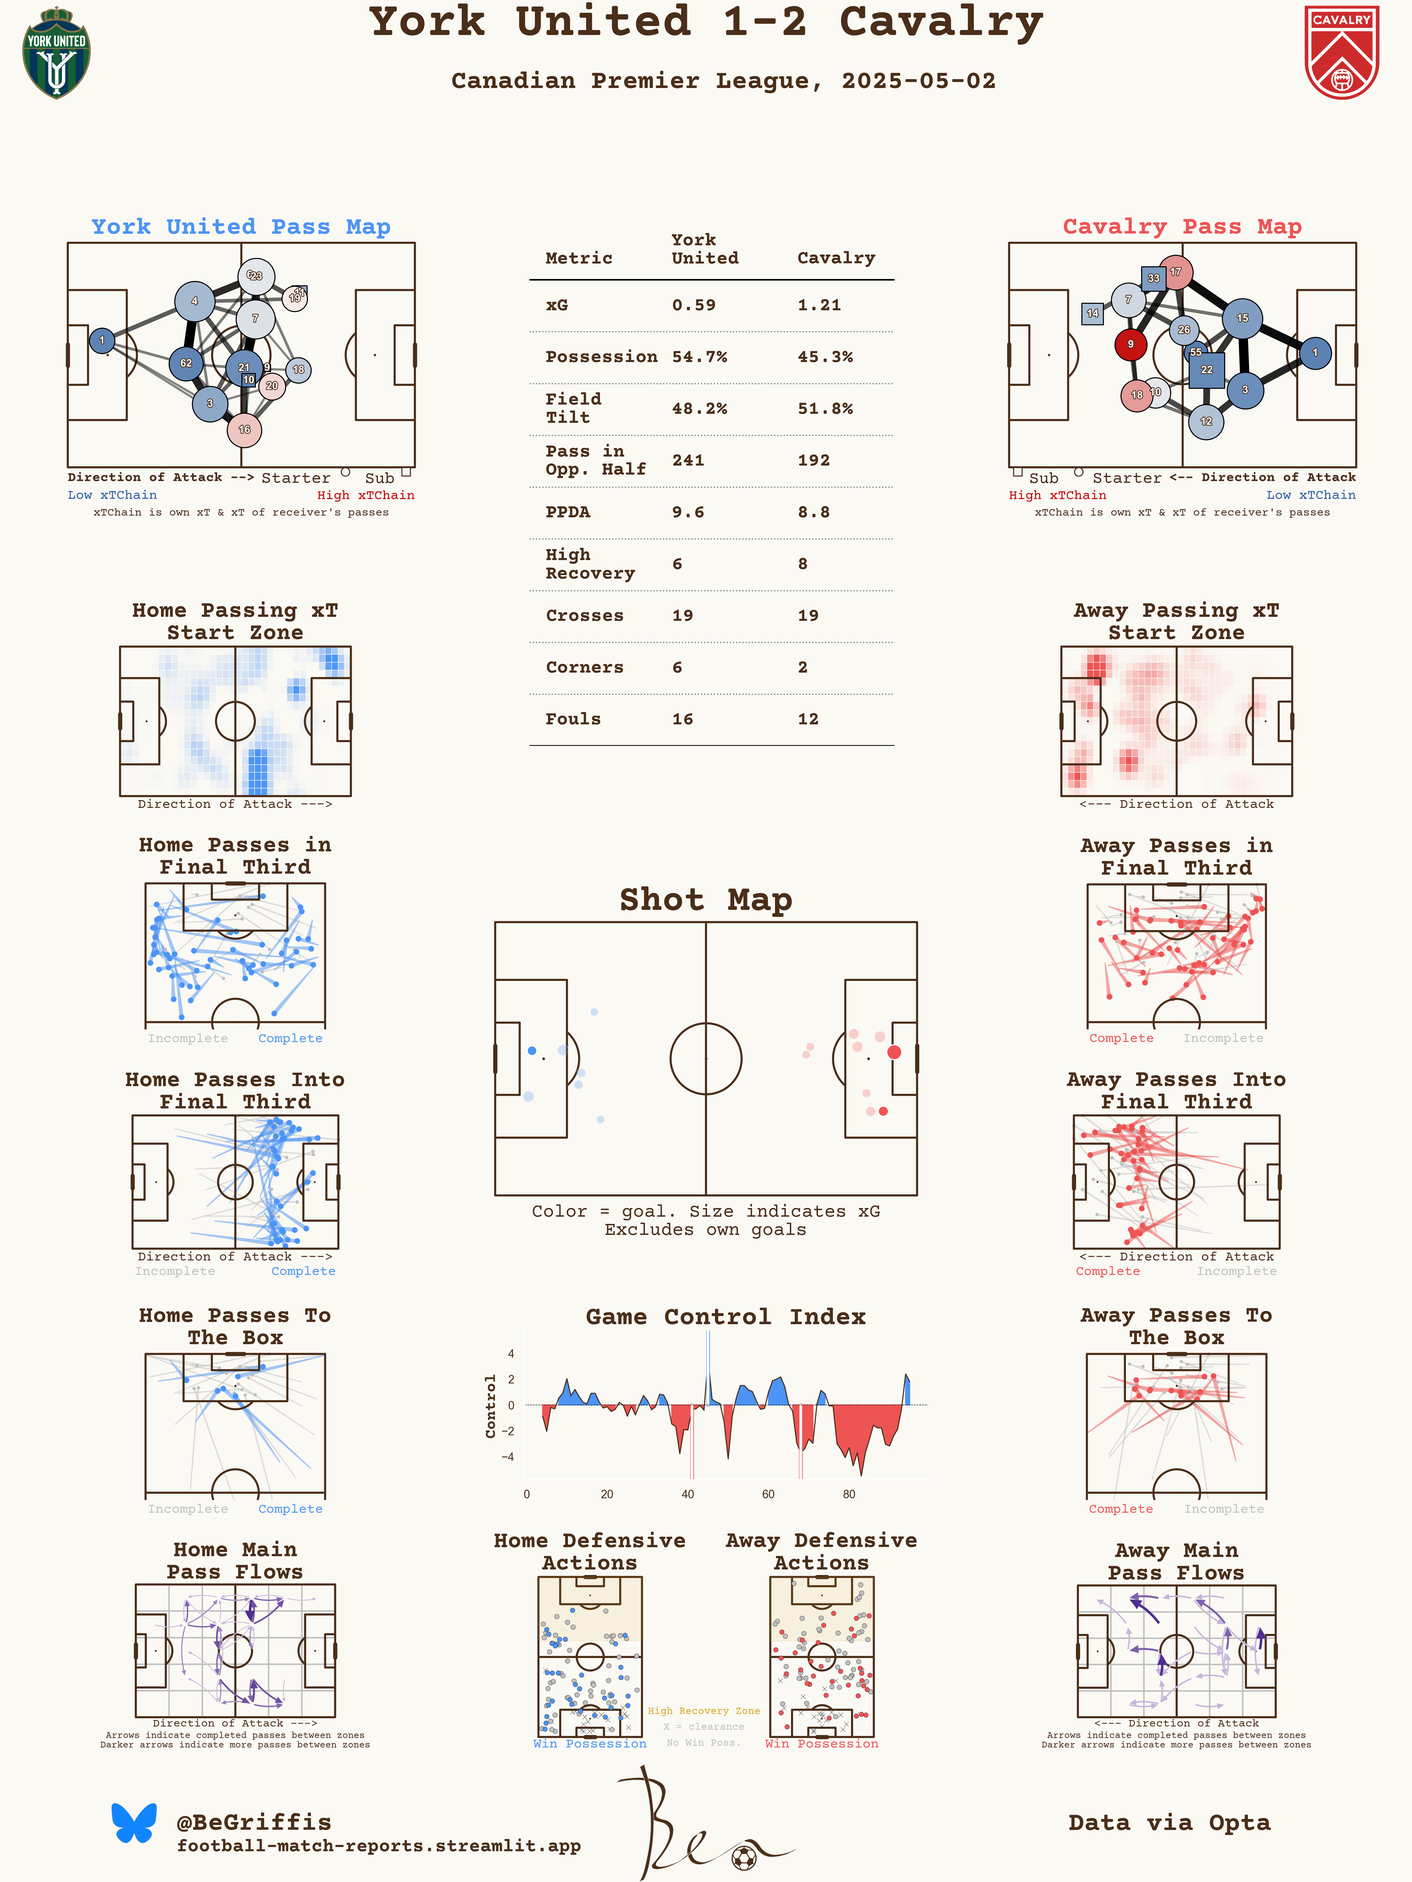 York United 1-2 Cavalry
Canadian Premier League, 2025-05-02
YORK UNITED
CAVALRY
York United Pass Map
1
4
62
3
23
7
21
10
16
20
18
19
11
Direction of Attack --> Starter Sub
Low xTChain High xTChain
xTChain is own xT & xT of receiver's passes
Metric York United Cavalry
xG 0.59 1.21
Possession 54.7% 45.3%
Field Tilt 48.2% 51.8%
Pass in Opp. Half 241 192
PPDA 9.6 8.8
High Recovery 6 8
Crosses 19 19
Corners 6 2
Fouls 16 12
Cavalry Pass Map
17
33
7
14
15
26
9
55
1
22
3
18
10
12
Sub Starter <-- Direction of Attack
High xTChain Low xTChain
xTChain is own xT & xT of receiver's passes
Home Passing xT
Start Zone
Direction of Attack --->
Away Passing xT
Start Zone
<--- Direction of Attack
Home Passes in
Final Third
Incomplete Complete
Away Passes in
Final Third
Complete Incomplete
Shot Map
Color = goal. Size indicates xG
Excludes own goals
Home Passes Into
Final Third
Direction of Attack --->
Incomplete Complete
Away Passes Into
Final Third
<--- Direction of Attack
Complete Incomplete
Home Passes To
The Box
Incomplete Complete
Game Control Index
Control
4
2
0
−2
−4
0 20 40 60 80
Away Passes To
The Box
Complete Incomplete
Home Main
Pass Flows
Direction of Attack --->
Arrows indicate completed passes between zones
Darker arrows indicate more passes between zones
Home Defensive
Actions
Win Possession
High Recovery Zone
X = clearance
No Win Poss.
Away Defensive
Actions
Win Possession
Away Main
Pass Flows
<--- Direction of Attack
Arrows indicate completed passes between zones
Darker arrows indicate more passes between zones
@BeGriffis
football-match-reports.streamlit.app
Ben
Data via Opta